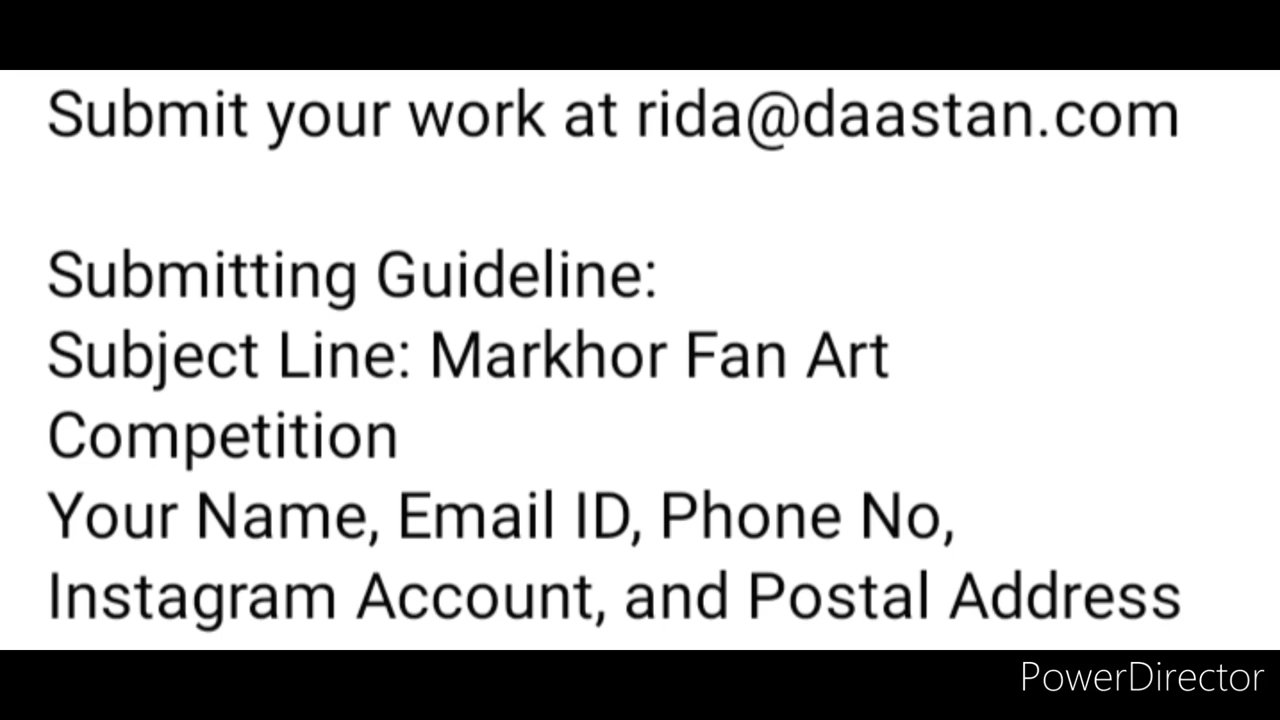 Submit your work at rida@daastan.com
Submitting Guideline:
Subject Line: Markhor Fan Art
Competition
Your Name, Email ID, Phone No,
Instagram Account, and Postal Address
PowerDirector